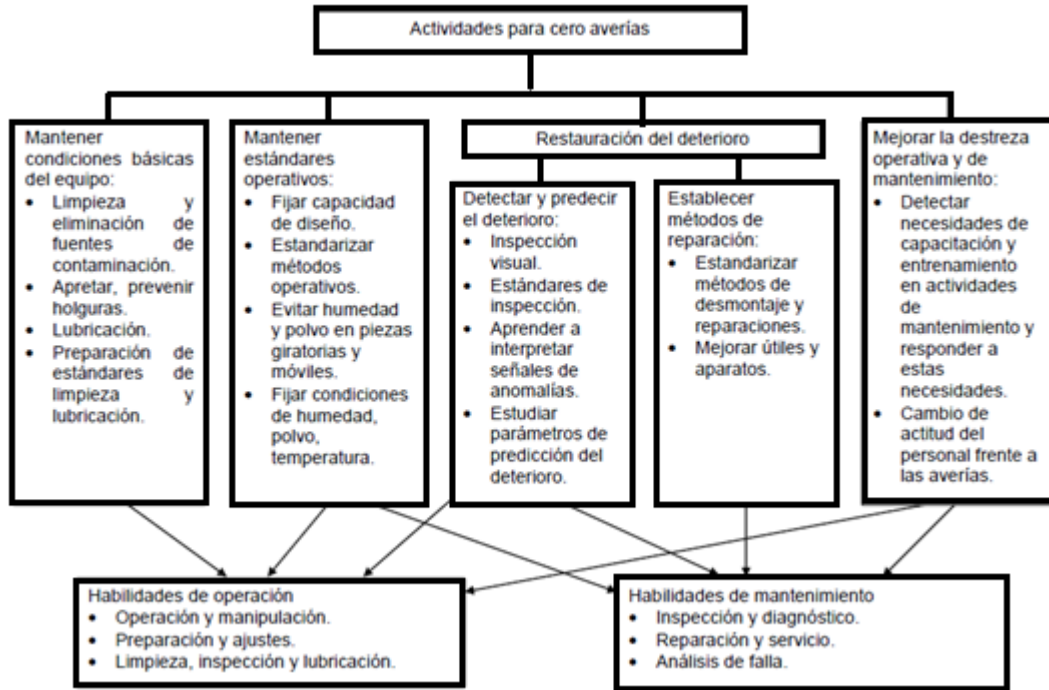 Actividades para cero averías
Mantener
condiciones básicas
del equipo:
• Limpieza y
eliminación de
fuentes de
contaminación.
• Apretar, prevenir
holguras.
• Lubricación.
• Preparación de
estándares de
limpieza y
lubricación.
Mantener
estándares
operativos:
• Fijar capacidad
de diseño.
• Estandarizar
métodos
operativos.
• Evitar humedad
y polvo en piezas
giratorias y
móviles.
• Fijar condiciones
de humedad,
polvo,
temperatura.
Restauración del deterioro
Detectar y predecir
el deterioro:
• Inspección
visual.
• Estándares de
inspección.
• Aprender a
interpretar
señales de
anomalías.
• Estudiar
parámetros de
predicción del
deterioro.
Establecer
métodos de
reparación:
• Estandarizar
métodos de
desmontaje y
reparaciones.
• Mejorar útiles y
aparatos.
Mejorar la destreza
operativa y de
mantenimiento:
• Detectar
necesidades de
capacitación y
entrenamiento
en actividades
de
mantenimiento y
responder a
estas
necesidades.
• Cambio de
actitud del
personal frente a
las averías.
Habilidades de operación
• Operación y manipulación.
• Preparación y ajustes.
• Limpieza, inspección y lubricación.
Habilidades de mantenimiento
• Inspección y diagnóstico.
• Reparación y servicio.
• Análisis de falla.